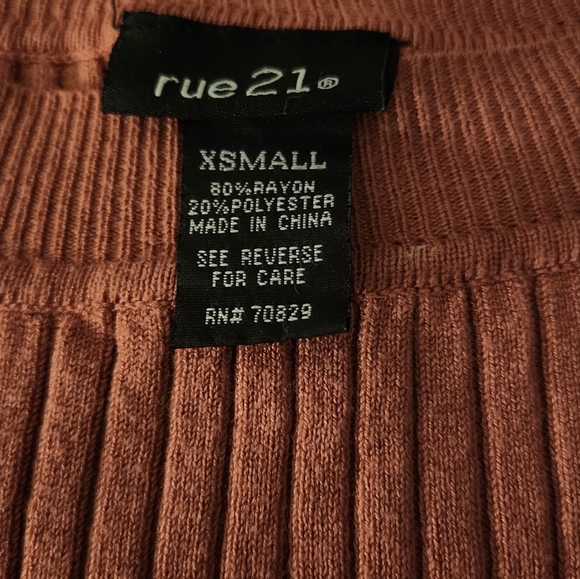 rue21®
XSMALL
80%RAYON
20%POLYESTER
MADE IN CHINA
SEE REVERSE
FOR CARE
RN# 70829